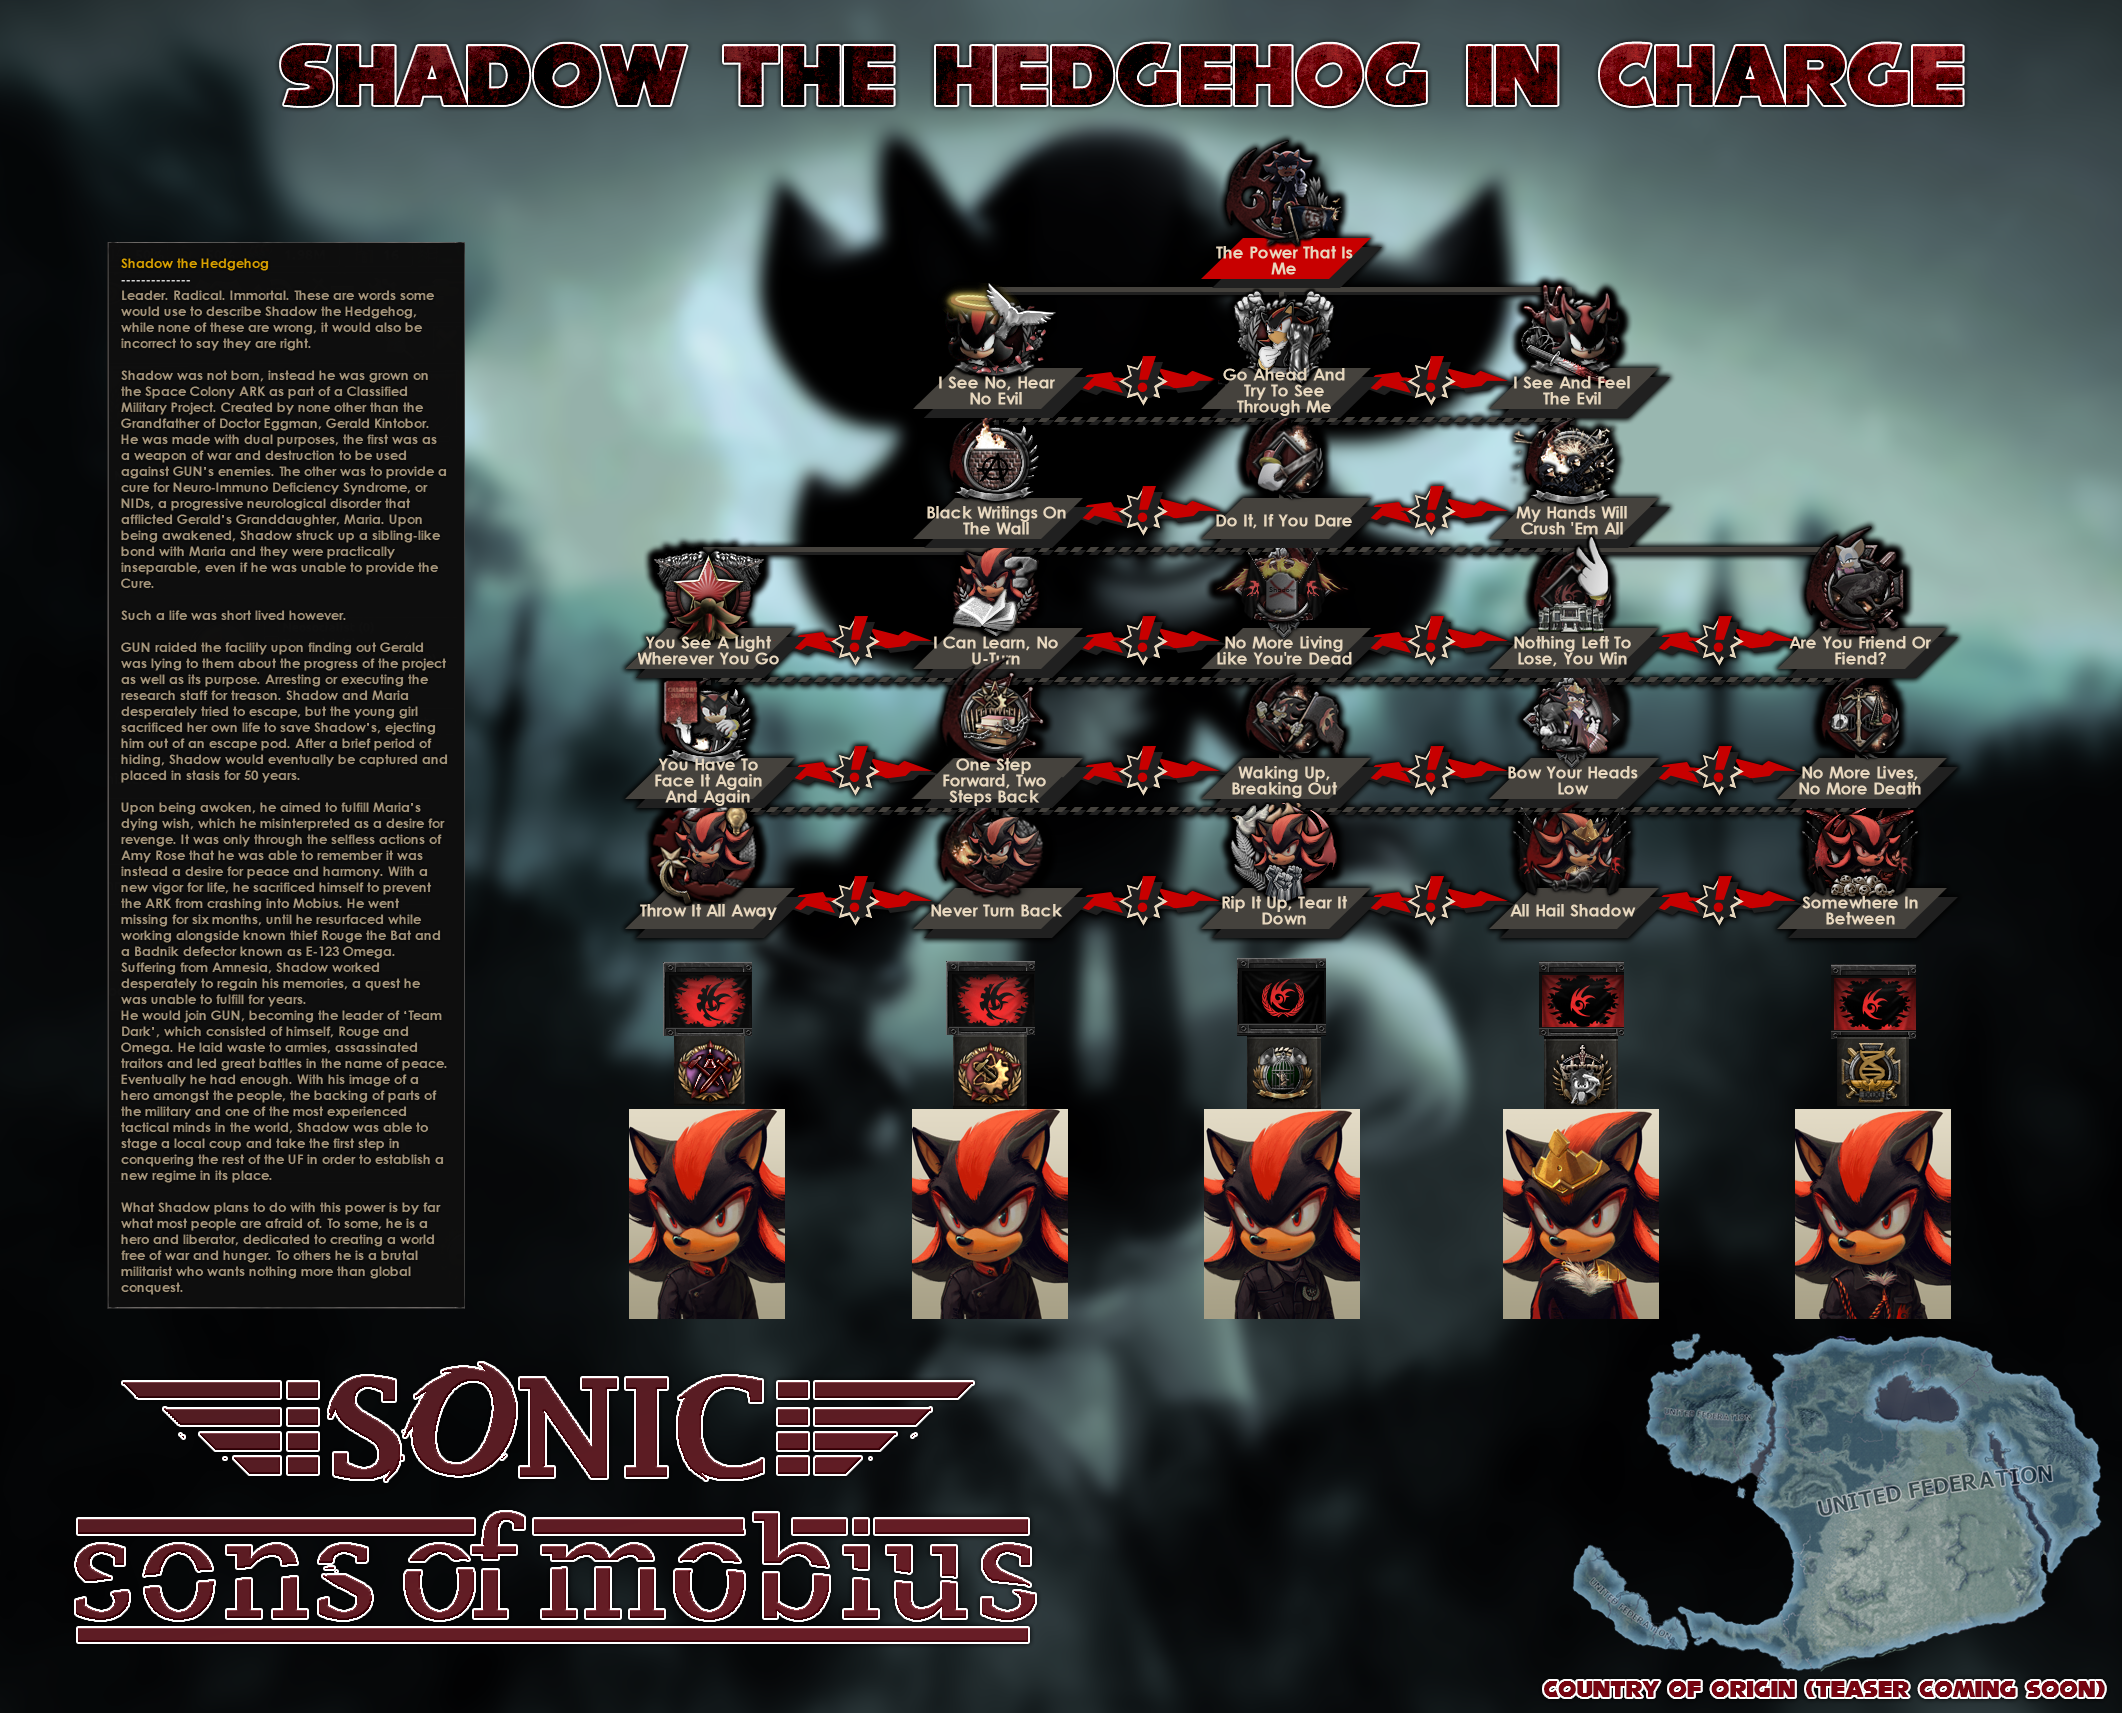 SHADOW THE HEDGEHOG IN CHARGE
Shadow the Hedgehog
--------------
Leader. Radical. Immortal. These are words some
would use to describe Shadow the Hedgehog,
while none of these are wrong, it would also be
incorrect to say they are right.
Shadow was not born, instead he was grown on
the Space Colony ARK as part of a Classified
Military Project. Created by none other than the
Grandfather of Doctor Eggman, Gerald Kintobor.
He was made with dual purposes, the first was as
a weapon of war and destruction to be used
against GUN's enemies. The other was to provide a
cure for Neuro-Immuno Deficiency Syndrome, or
NIDs, a progressive neurological disorder that
afflicted Gerald's Granddaughter, Maria. Upon
being awakened, Shadow struck up a sibling-like
bond with Maria and they were practically
inseparable, even if he was unable to provide the
Cure.
Such a life was short lived however.
GUN raided the facility upon finding out Gerald
was lying to them about the progress of the project
as well as its purpose. Arresting or executing the
research staff for treason. Shadow and Maria
desperately tried to escape, but the young girl
sacrificed her own life to save Shadow's, ejecting
him out of an escape pod. After a brief period of
hiding, Shadow would eventually be captured and
placed in stasis for 50 years.
Upon being awoken, he aimed to fulfill Maria's
dying wish, which he misinterpreted as a desire for
revenge. It was only through the selfless actions of
Amy Rose that he was able to remember it was
instead a desire for peace and harmony. With a
new vigor for life, he sacrificed himself to prevent
the ARK from crashing into Mobius. He went
missing for six months, until he resurfaced while
working alongside known thief Rouge the Bat and
a Badnik defector known as E-123 Omega.
Suffering from Amnesia, Shadow worked
desperately to regain his memories, a quest he
was unable to fulfill for years.
He would join GUN, becoming the leader of 'Team
Dark', which consisted of himself, Rouge and
Omega. He laid waste to armies, assassinated
traitors and led great battles in the name of peace.
Eventually he had enough. With his image of a
hero amongst the people, the backing of parts of
the military and one of the most experienced
tactical minds in the world, Shadow was able to
stage a local coup and take the first step in
conquering the rest of the UF in order to establish a
new regime in its place.
What Shadow plans to do with this power is by far
what most people are afraid of. To some, he is a
hero and liberator, dedicated to creating a world
free of war and hunger. To others he is a brutal
militarist who wants nothing more than global
conquest.
The Power That Is
Me
I See No, Hear
No Evil
Go Ahead And
Try To See
Through Me
I See And Feel
The Evil
Black Writings On
The Wall
Do It, If You Dare
My Hands Will
Crush 'Em All
You See A Light
Wherever You Go
I Can Learn, No
U-Turn
No More Living
Like You're Dead
Nothing Left To
Lose, You Win
Are You Friend Or
Fiend?
You Have To
Face It Again
And Again
One Step
Forward, Two
Steps Back
Waking Up,
Breaking Out
Bow Your Heads
Low
No More Lives,
No More Death
Throw It All Away
Never Turn Back
Rip It Up, Tear It
Down
All Hail Shadow
Somewhere In
Between
SONIC
sons of mobius
UNITED FEDERATION
UNITED FEDERATION
UNITED FEDERATION
COUNTRY OF ORIGIN (TEASER COMING SOON)